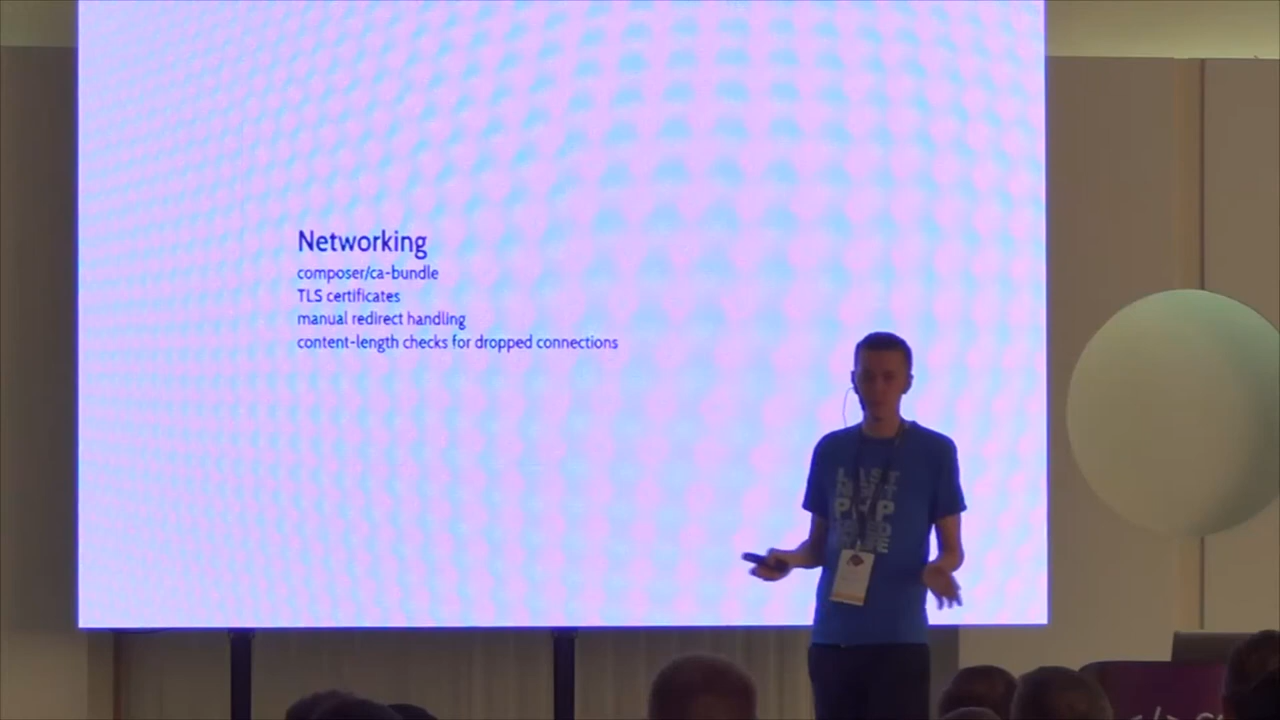 Networking
composer/ca-bundle
TLS certificates
manual redirect handling
content-length checks for dropped connections